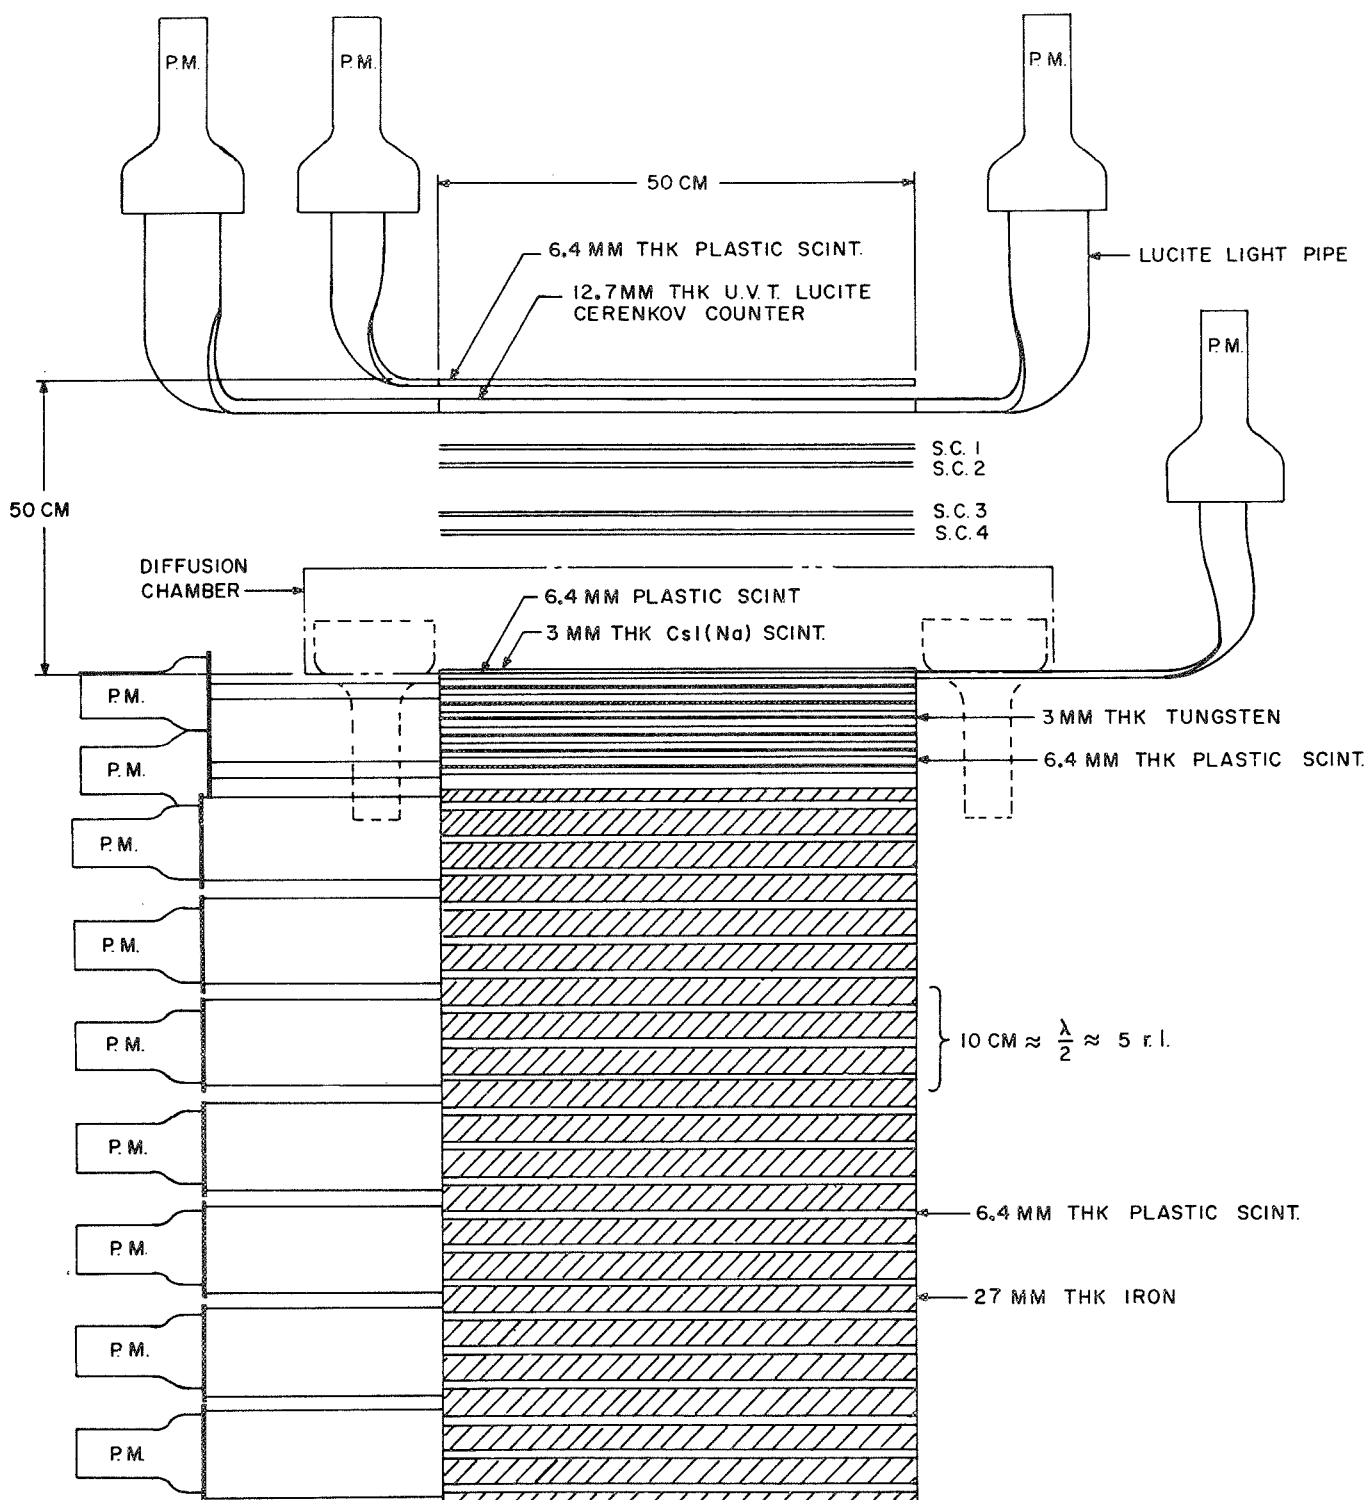 P.M.
P.M.
P.M.
50 CM
6.4 MM THK PLASTIC SCINT.
LUCITE LIGHT PIPE
12.7MM THK U.V.T. LUCITE
CERENKOV COUNTER
P.M.
S.C. 1
S.C. 2
50 CM
S.C. 3
S.C. 4
DIFFUSION
CHAMBER
6.4 MM PLASTIC SCINT
3 MM THK CsI(Na) SCINT.
P.M.
3 MM THK TUNGSTEN
P.M.
6.4 MM THK PLASTIC SCINT.
P.M.
P.M.
10 CM ≈ λ/2 ≈ 5 r.l.
P.M.
P.M.
6.4 MM THK PLASTIC SCINT.
P.M.
27 MM THK IRON
P.M.
P.M.